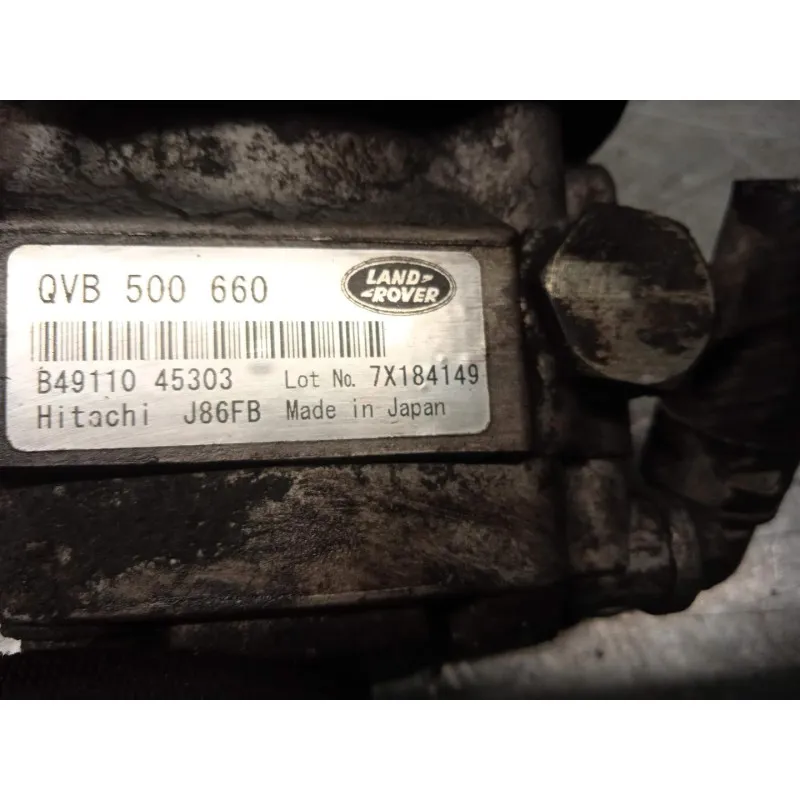 QVB 500 660
LAND-
-ROVER
B49110 45303 Lot No. 7X184149
Hitachi J86FB Made in Japan